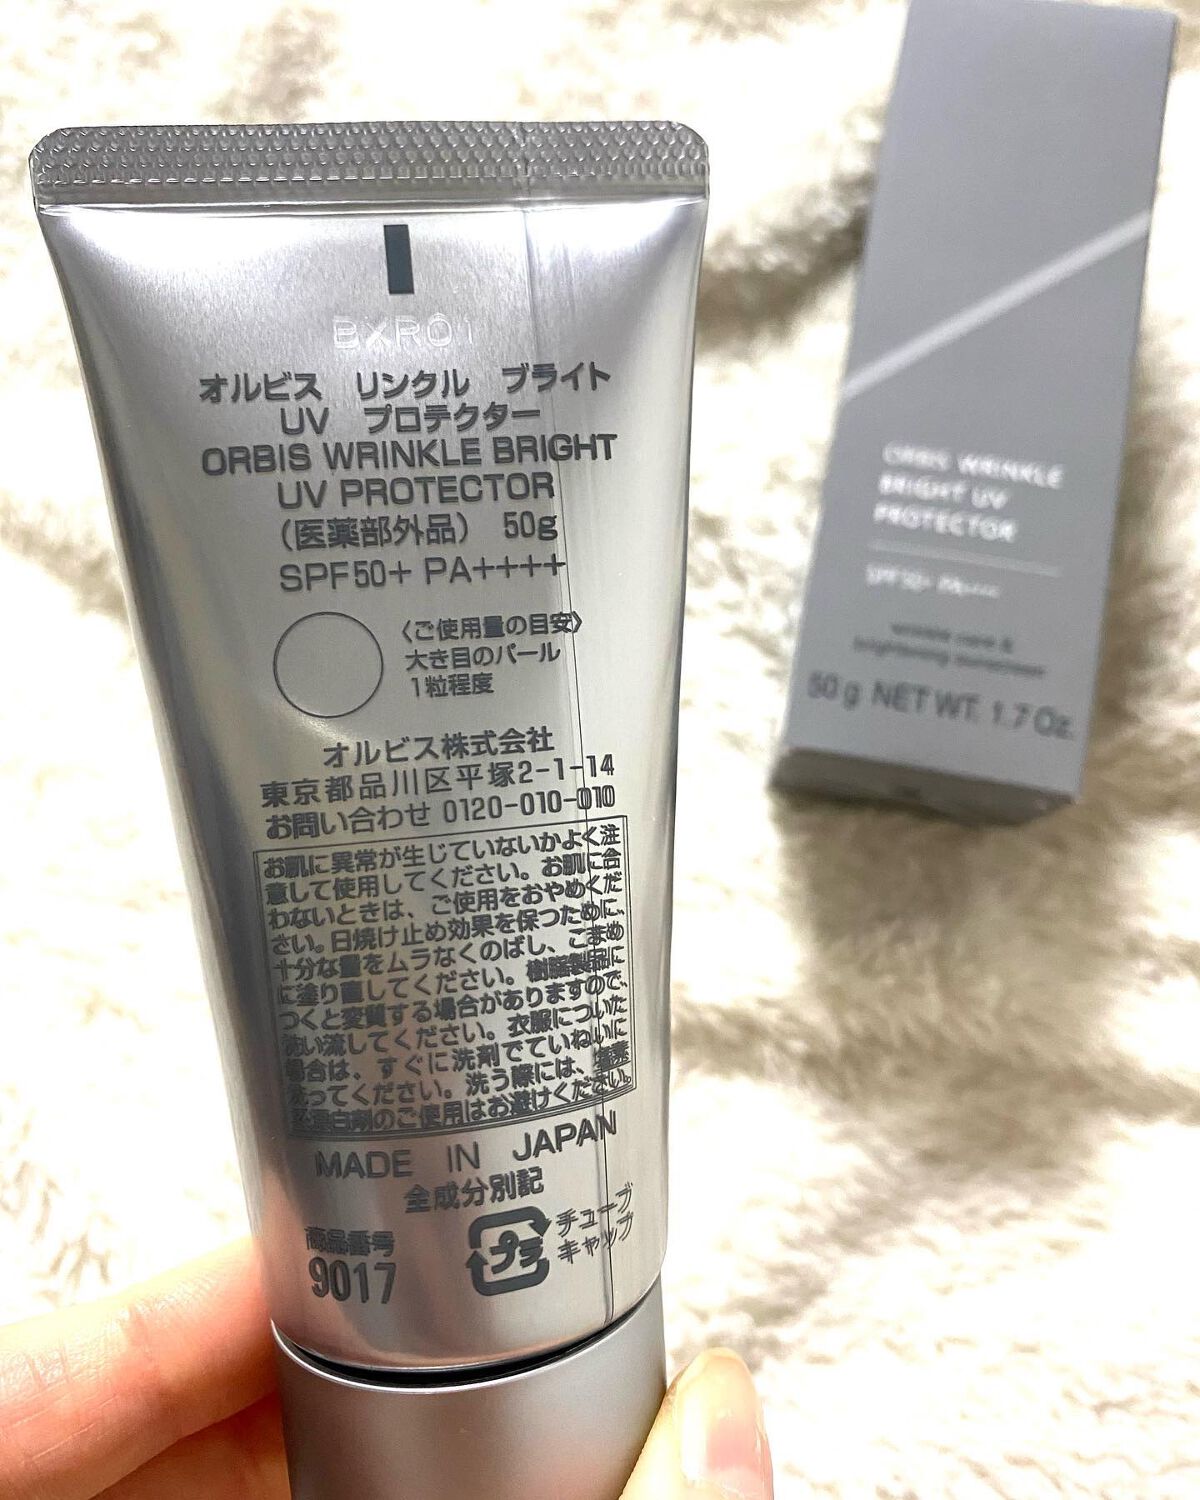 BXR01
オルビス リンクル ブライト
UV プロテクター
ORBIS WRINKLE BRIGHT
UV PROTECTOR
（医薬部外品） 50g
SPF50+ PA++++
〈ご使用量の目安〉
大き目のパール
1粒程度
オルビス株式会社
東京都品川区平塚2-1-14
お問い合わせ 0120-010-010
お肌に異常が生じていないかよく注
意して使用してください。お肌に合
わないときは、ご使用をおやめくだ
さい。日焼け止め効果を保つために、
十分な量をムラなくのばし、こまめ
に塗り直してください。樹脂製品に
つくと変質する場合がありますので、
洗い流してください。衣服についた
場合は、すぐに洗剤でていねいに
洗ってください。洗う際には、塩素
系漂白剤のご使用はお避けください。
MADE IN JAPAN
全成分別記
商品番号
9017
プラ
チューブ
キャップ
ORBIS WRINKLE
BRIGHT UV
PROTECTOR
SPF50+ PA++++
wrinkle care &
brightening sunscreen
50g NET WT. 1.7 Oz.